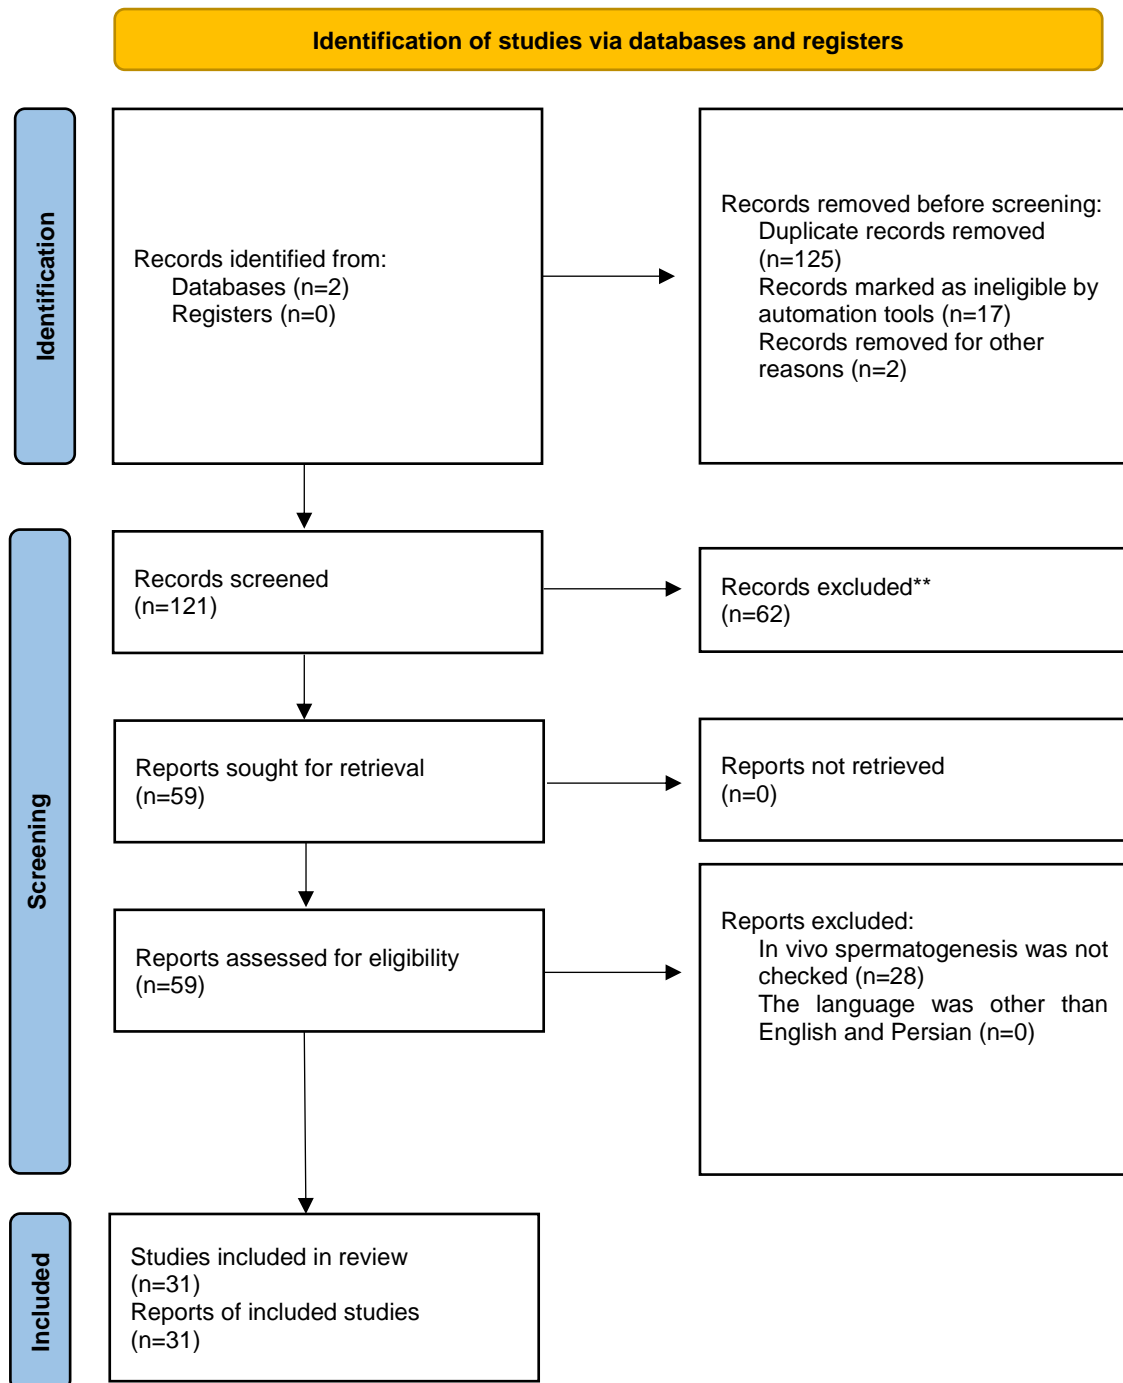 Identification of studies via databases and registers
Identification
Records identified from:
Databases (n=2)
Registers (n=0)
Records removed before screening:
Duplicate records removed
(n=125)
Records marked as ineligible by
automation tools (n=17)
Records removed for other
reasons (n=2)
Screening
Records screened
(n=121)
Records excluded**
(n=62)
Reports sought for retrieval
(n=59)
Reports not retrieved
(n=0)
Reports assessed for eligibility
(n=59)
Reports excluded:
In vivo spermatogenesis was not
checked (n=28)
The language was other than
English and Persian (n=0)
Included
Studies included in review
(n=31)
Reports of included studies
(n=31)